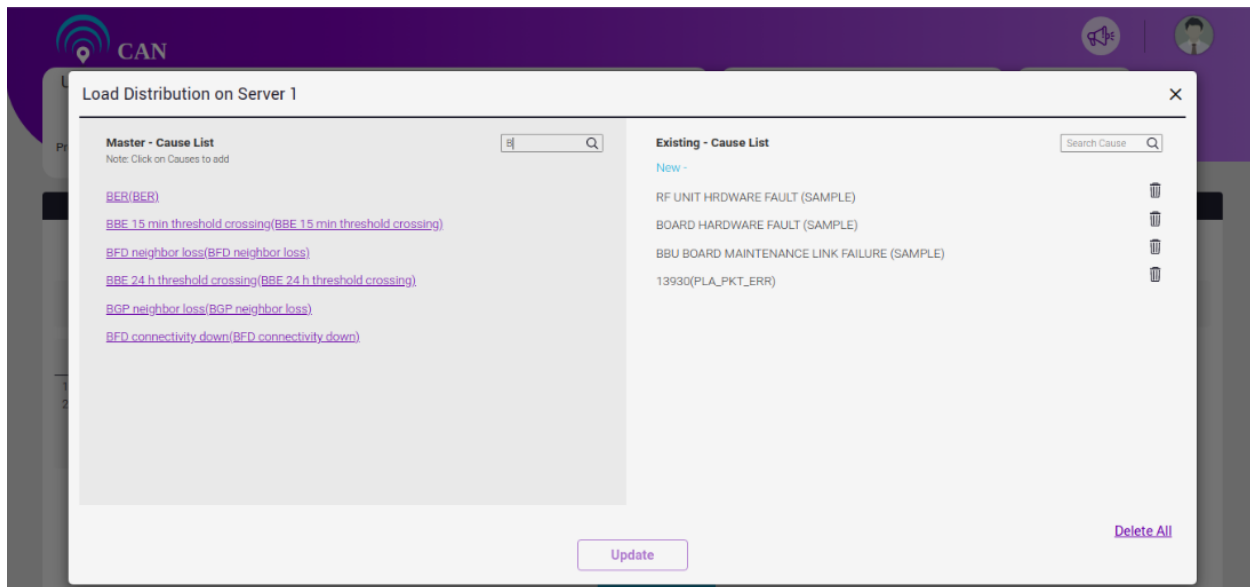 CAN
Load Distribution on Server 1
Master - Cause List
B
Note: Click on Causes to add
BER(BER)
BBE 15 min threshold crossing(BBE 15 min threshold crossing)
BFD neighbor loss(BFD neighbor loss)
BBE 24 h threshold crossing(BBE 24 h threshold crossing)
BGP neighbor loss(BGP neighbor loss)
BFD connectivity down(BFD connectivity down)
Existing - Cause List
Search Cause
New -
RF UNIT HRDWARE FAULT (SAMPLE)
BOARD HARDWARE FAULT (SAMPLE)
BBU BOARD MAINTENANCE LINK FAILURE (SAMPLE)
13930(PLA_PKT_ERR)
Delete All
Update